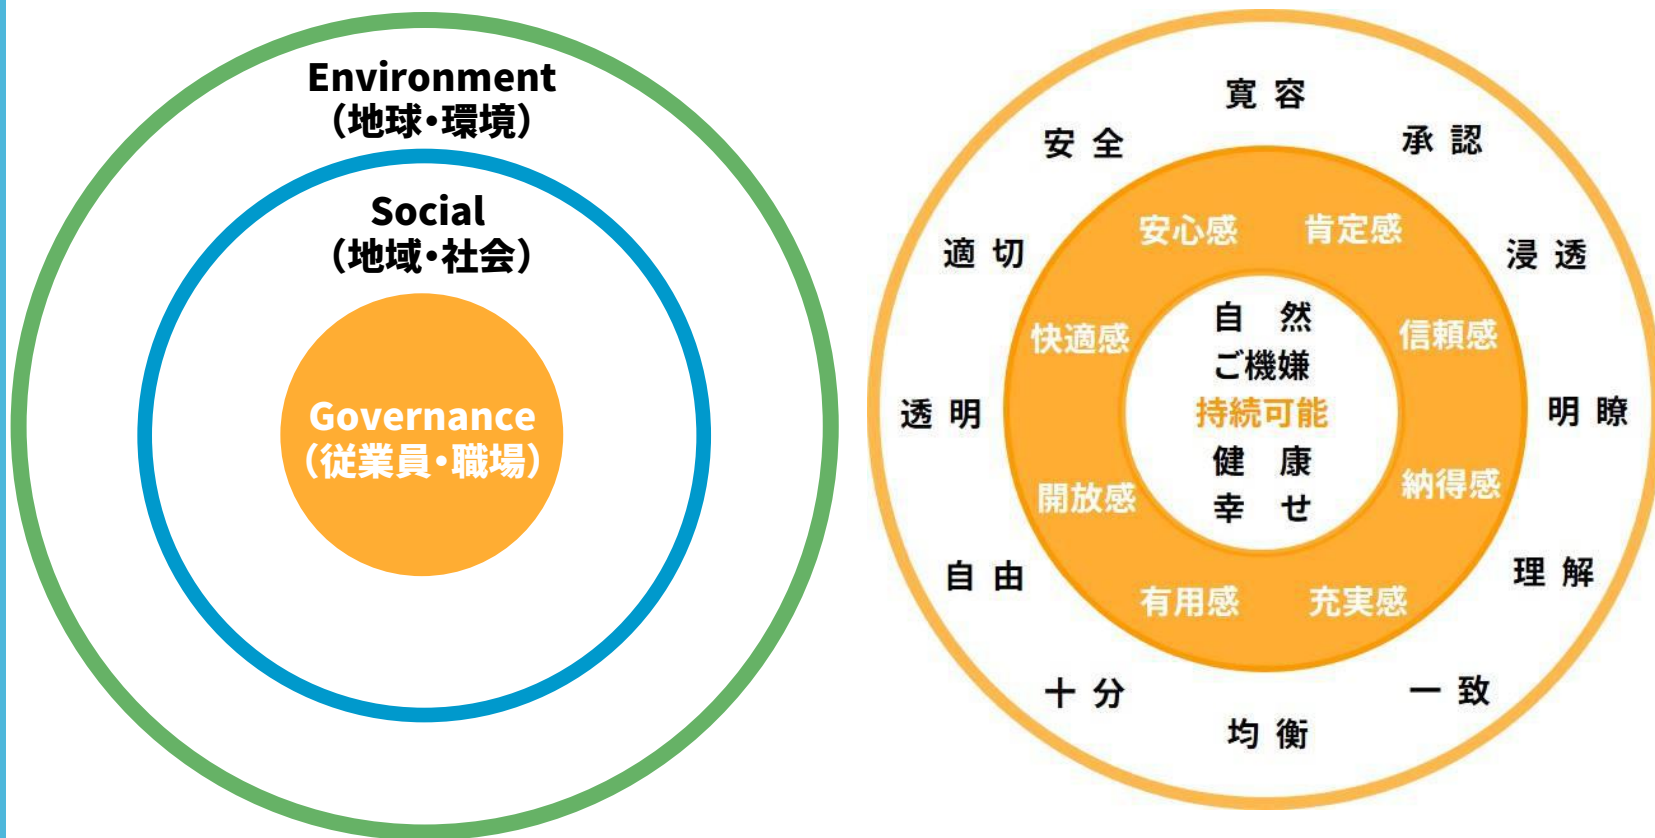 Environment
（地球・環境）
Social
（地域・社会）
Governance
（従業員・職場）
寛 容
承 認
浸 透
明 瞭
理 解
一 致
均 衡
十 分
自 由
透 明
適 切
安 全
安心感
肯定感
信頼感
納得感
充実感
有用感
開放感
快適感
自　然
ご機嫌
持続可能
健　康
幸　せ